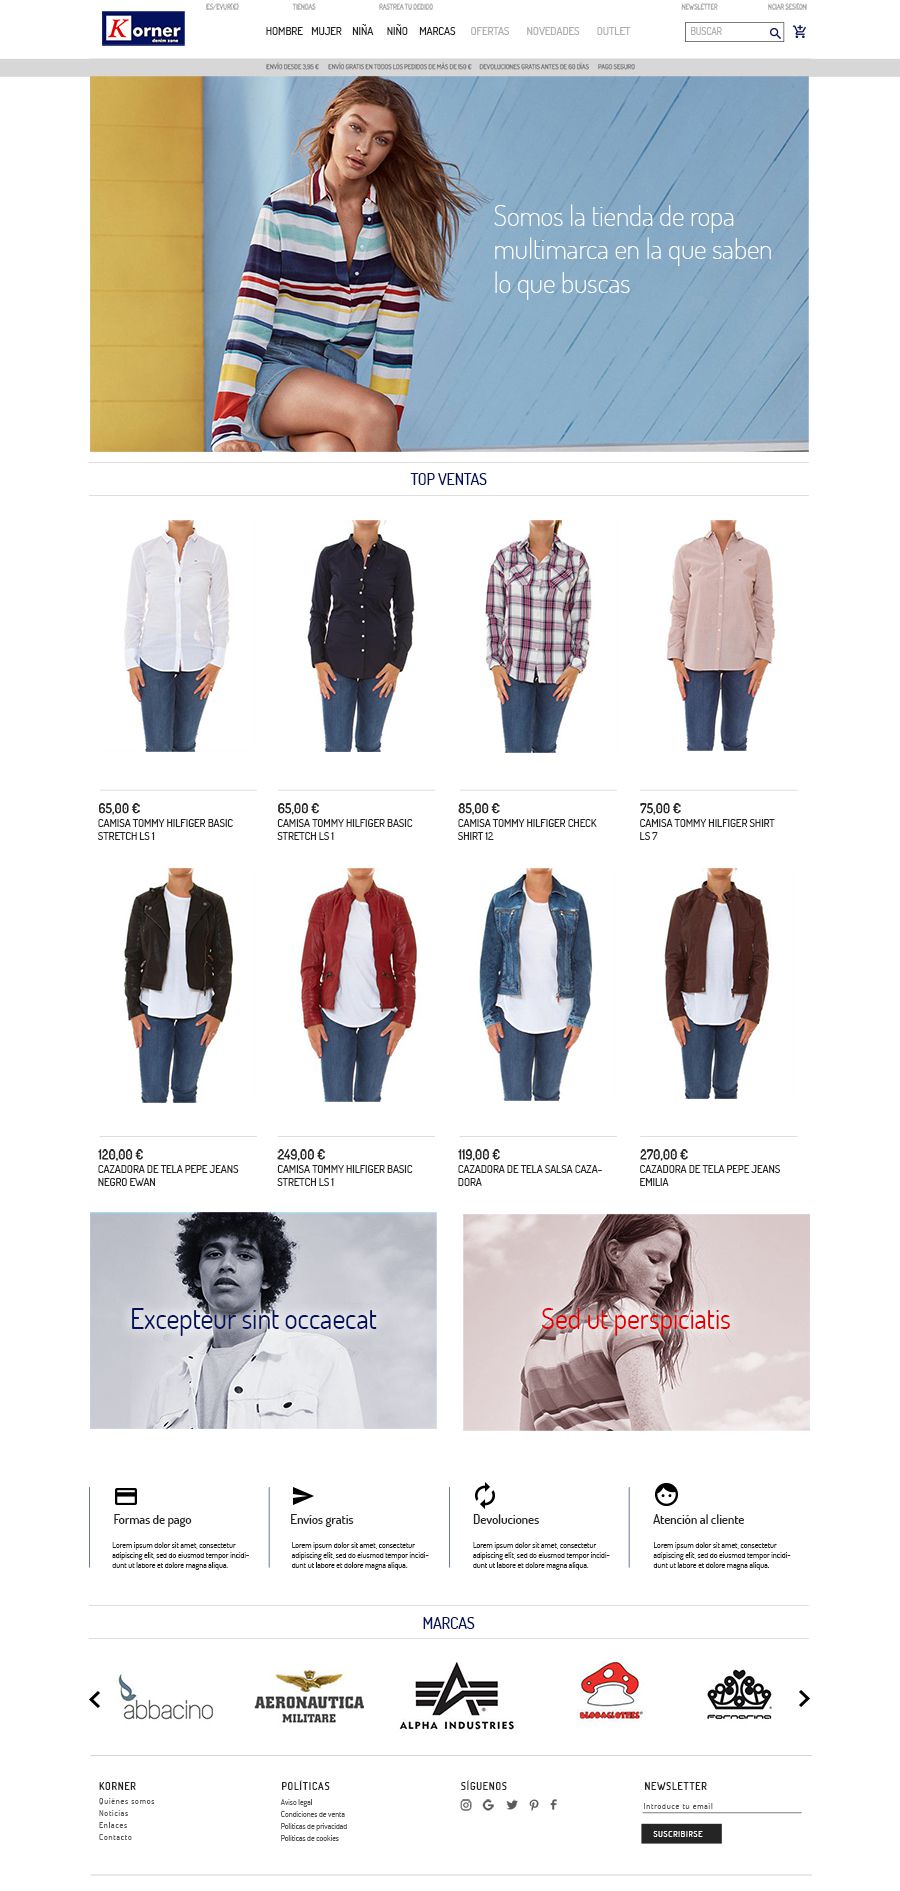 ES/EVUR(€)
TIENDAS
RASTREA TU DEDIDO
NEWSLETTER
Korner
denim zone
HOMBRE MUJER NIÑA NIÑO MARCAS OFERTAS NOVEDADES OUTLET
BUSCAR
ENVÍO DESDE 3,95 € ENVÍO GRATIS EN TODOS LOS PEDIDOS DE MÁS DE 150 € DEVOLUCIONES GRATIS ANTES DE 60 DÍAS PAGO SEGURO
Somos la tienda de ropa
multimarca en la que saben
lo que buscas
TOP VENTAS
65,00 €
CAMISA TOMMY HILFIGER BASIC
STRETCH LS 1
65,00 €
CAMISA TOMMY HILFIGER BASIC
STRETCH LS 1
85,00 €
CAMISA TOMMY HILFIGER CHECK
SHIRT 12
75,00 €
CAMISA TOMMY HILFIGER SHIRT
LS 7
120,00 €
CAZADORA DE TELA PEPE JEANS
NEGRO EWAN
249,00 €
CAMISA TOMMY HILFIGER BASIC
STRETCH LS 1
119,00 €
CAZADORA DE TELA SALSA CAZA-
DORA
270,00 €
CAZADORA DE TELA PEPE JEANS
EMILIA
Excepteur sint occaecat
Sed ut perspiciatis
Formas de pago
Lorem ipsum dolor sit amet, consectetur
adipiscing elit, sed do eiusmod tempor incidi-
dunt ut labore et dolore magna aliqua.
Envíos gratis
Lorem ipsum dolor sit amet, consectetur
adipiscing elit, sed do eiusmod tempor incidi-
dunt ut labore et dolore magna aliqua.
Devoluciones
Lorem ipsum dolor sit amet, consectetur
adipiscing elit, sed do eiusmod tempor incidi-
dunt ut labore et dolore magna aliqua.
Atención al cliente
Lorem ipsum dolor sit amet, consectetur
adipiscing elit, sed do eiusmod tempor incidi-
dunt ut labore et dolore magna aliqua.
MARCAS
abbacino
AERONAUTICA
MILITARE
ALPHA INDUSTRIES
FORNARINA
KORNER
Quiénes somos
Noticias
Enlaces
Contacto
POLÍTICAS
Aviso legal
Condiciones de venta
Políticas de privacidad
Políticas de cookies
SÍGUENOS
NEWSLETTER
Introduce tu email
SUSCRIBIRSE